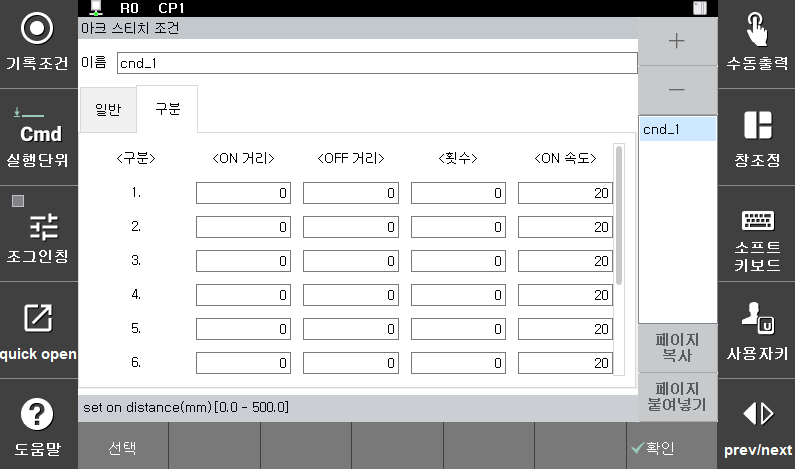 R0 CP1
아크 스티치 조건
이름 cnd_1
일반 구분
<구분> <ON 거리> <OFF 거리> <횟수> <ON 속도>
1. 0 0 0 20
2. 0 0 0 20
3. 0 0 0 20
4. 0 0 0 20
5. 0 0 0 20
6. 0 0 0 20
set on distance(mm)[0.0 - 500.0]
선택
확인
+
−
cnd_1
페이지
복사
페이지
붙여넣기
기록조건
Cmd
실행단위
조그인칭
quick open
?
도움말
수동출력
창조정
소프트
키보드
U
사용자키
prev/next